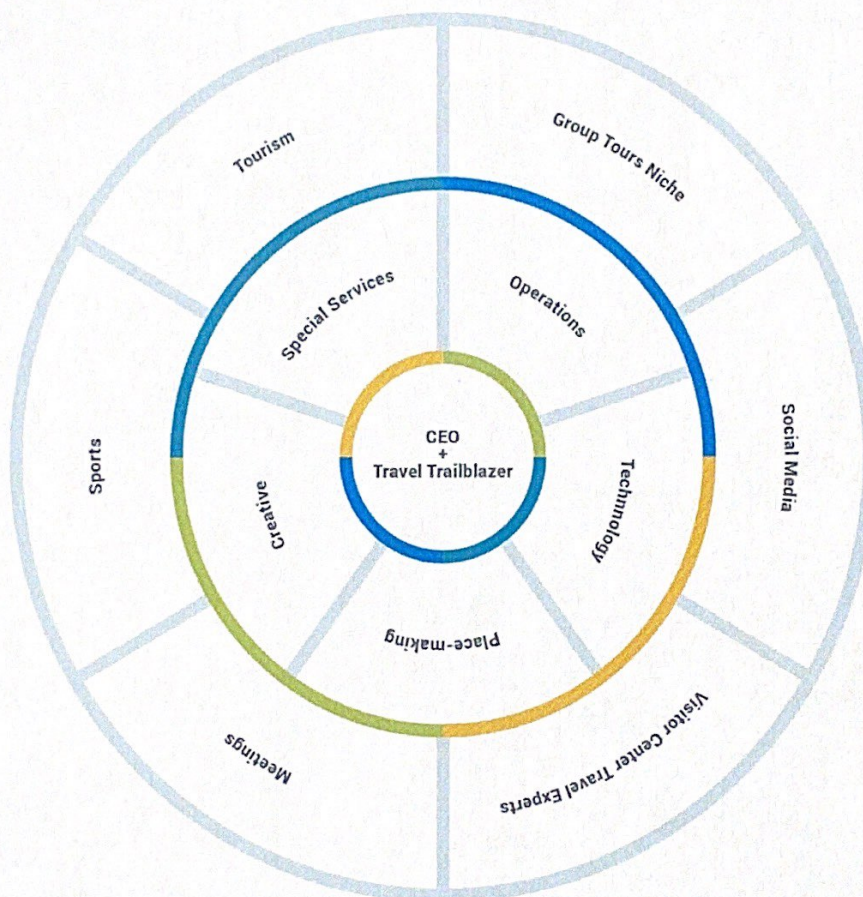 Tourism
Group Tours Niche
Special Services
Operations
CEO
+
Travel Trailblazer
Sports
Creative
Technology
Social Media
Place-making
Meetings
Visitor Center Travel Experts